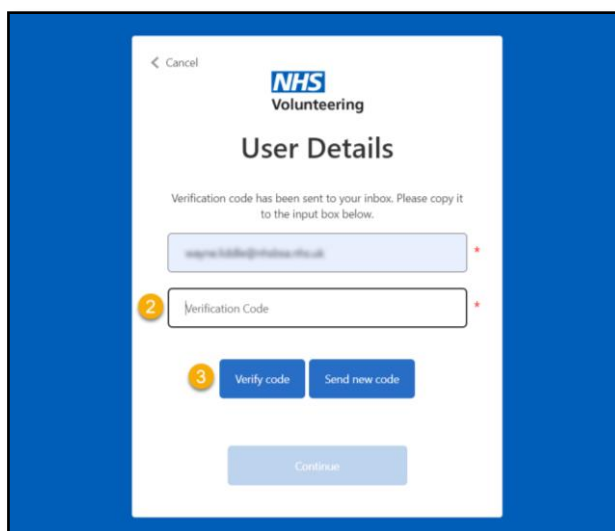 Cancel
NHS
Volunteering
User Details
Verification code has been sent to your inbox. Please copy it
to the input box below.
*
2 Verification Code *
3 Verify code Send new code
Continue